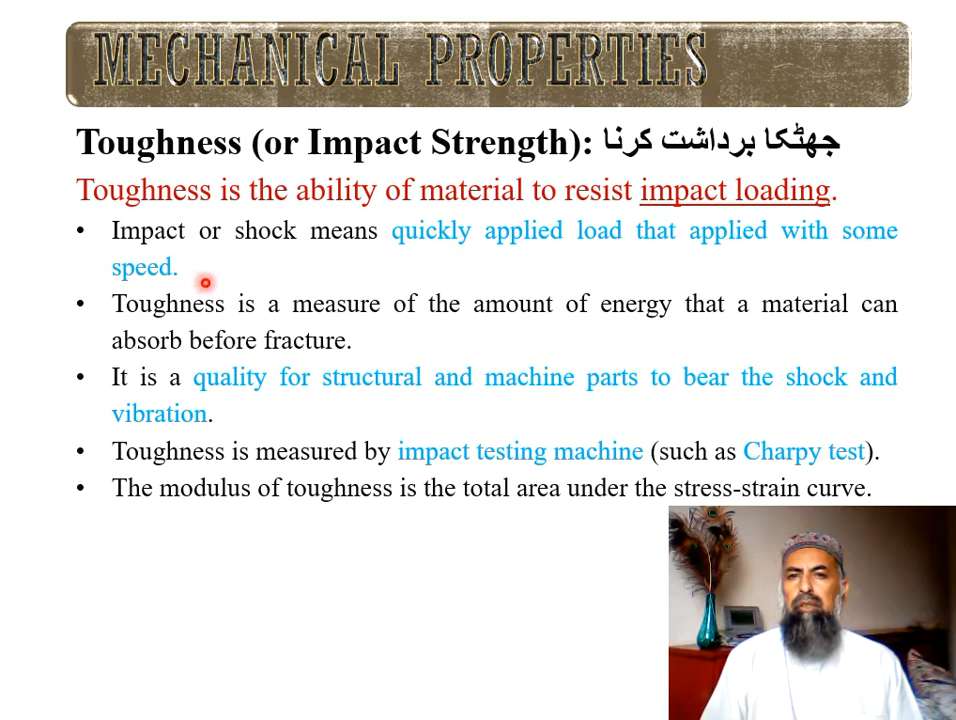 MECHANICAL PROPERTIES
Toughness (or Impact Strength): جھٹکا برداشت کرنا
Toughness is the ability of material to resist impact loading.
• Impact or shock means quickly applied load that applied with some
speed.
• Toughness is a measure of the amount of energy that a material can
absorb before fracture.
• It is a quality for structural and machine parts to bear the shock and
vibration.
• Toughness is measured by impact testing machine (such as Charpy test).
• The modulus of toughness is the total area under the stress-strain curve.